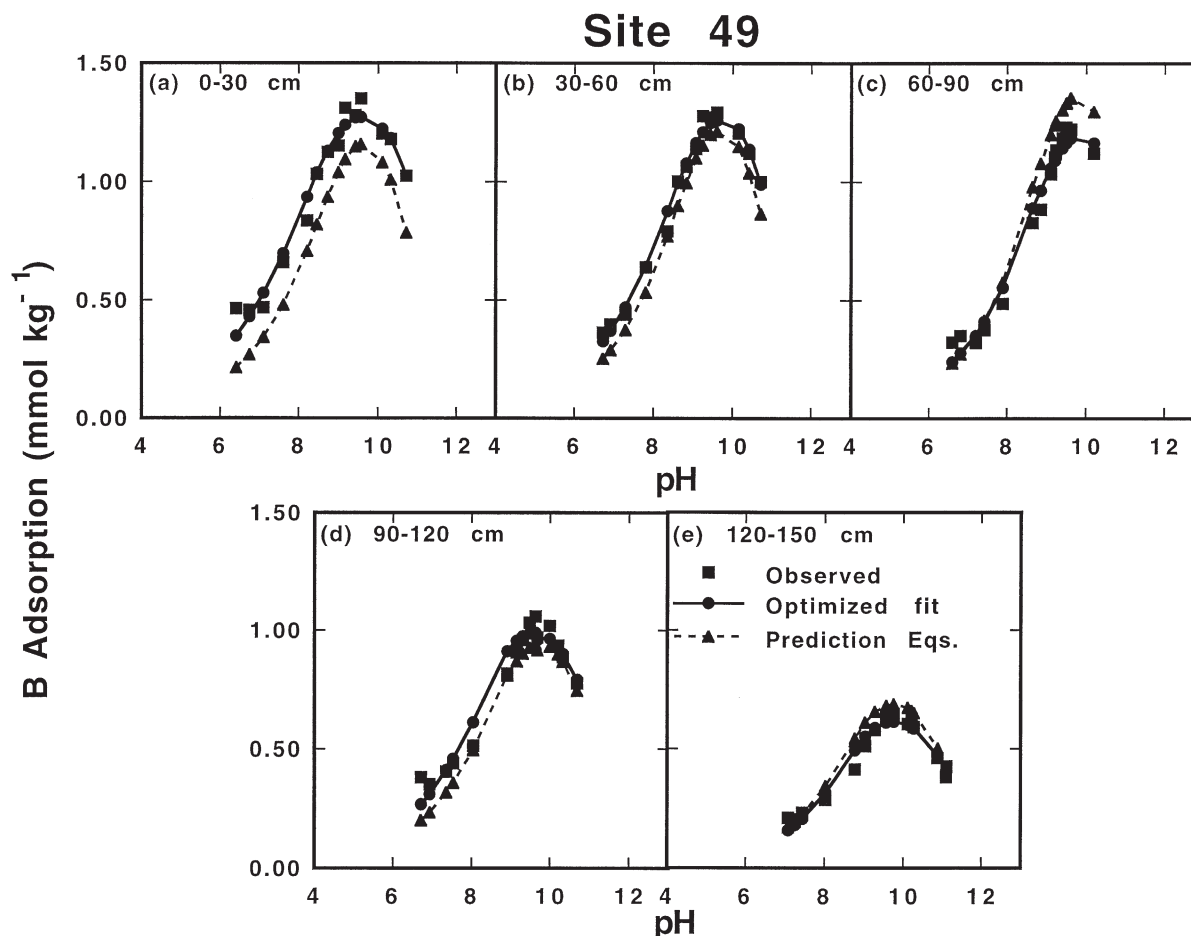 Site 49
B Adsorption (mmol kg⁻¹)
1.50
1.00
0.50
0.00
(a) 0-30 cm
(b) 30-60 cm
(c) 60-90 cm
4 6 8 10 12
4 6 8 10 12
4 6 8 10 12
pH
1.50
1.00
0.50
0.00
(d) 90-120 cm
(e) 120-150 cm
Observed
Optimized fit
Prediction Eqs.
4 6 8 10 12
4 6 8 10 12
pH